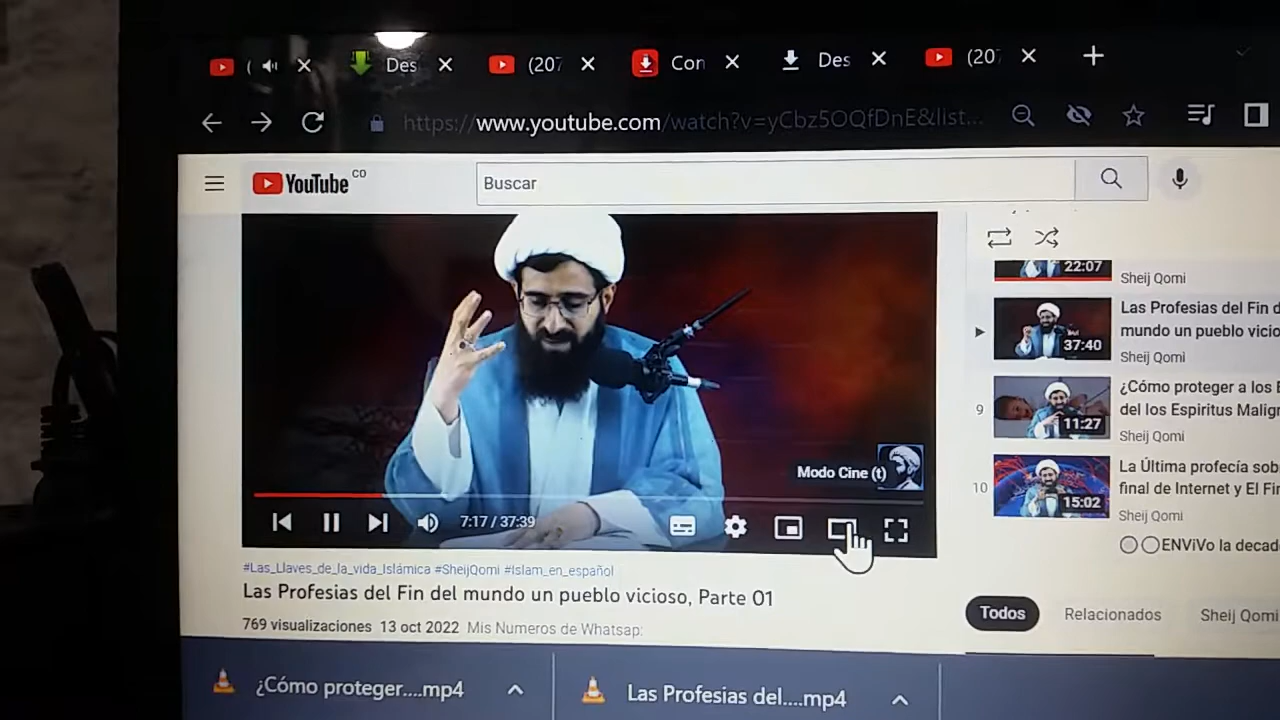 Des
(207
Con
Des
(20
https://www.youtube.com/watch?v=yCbz5OQfDnE&list...
YouTube CO
Buscar
22:07
Sheij Qomi
Las Profesias del Fin d
mundo un pueblo vicio
37:40
Sheij Qomi
9
¿Cómo proteger a los E
del los Espiritus Malign
11:27
Sheij Qomi
10
La Última profecía sob
final de Internet y El Fin
15:02
Sheij Qomi
ENViVo la decad
Modo Cine (t)
7:17 / 37:39
#Las_Llaves_de_la_vida_Islámica #SheijQomi #Islam_en_español
Las Profesias del Fin del mundo un pueblo vicioso, Parte 01
769 visualizaciones 13 oct 2022 Mis Numeros de Whatsap:
Todos Relacionados Sheij Qomi
¿Cómo proteger....mp4
Las Profesias del....mp4